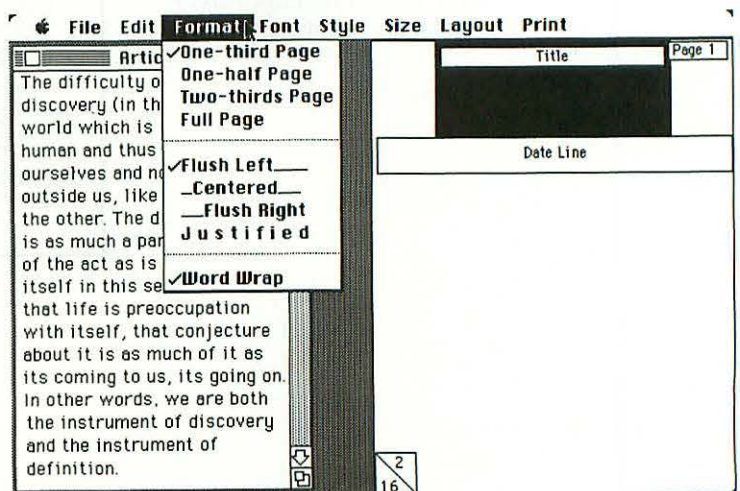 File Edit Format Font Style Size Layout Print
Artic
The difficulty o
discovery (in th
world which is
human and thus
ourselves and no
outside us, like
the other. The d
is as much a par
of the act as is
itself in this se
that life is preoccupation
with itself, that conjecture
about it is as much of it as
its coming to us, its going on.
In other words, we are both
the instrument of discovery
and the instrument of
definition.
✓One-third Page
One-half Page
Two-thirds Page
Full Page
✓Flush Left___
_Centered__
__Flush Right
J u s t i f i e d
✓Word Wrap
Title
Page 1
Date Line
2
16